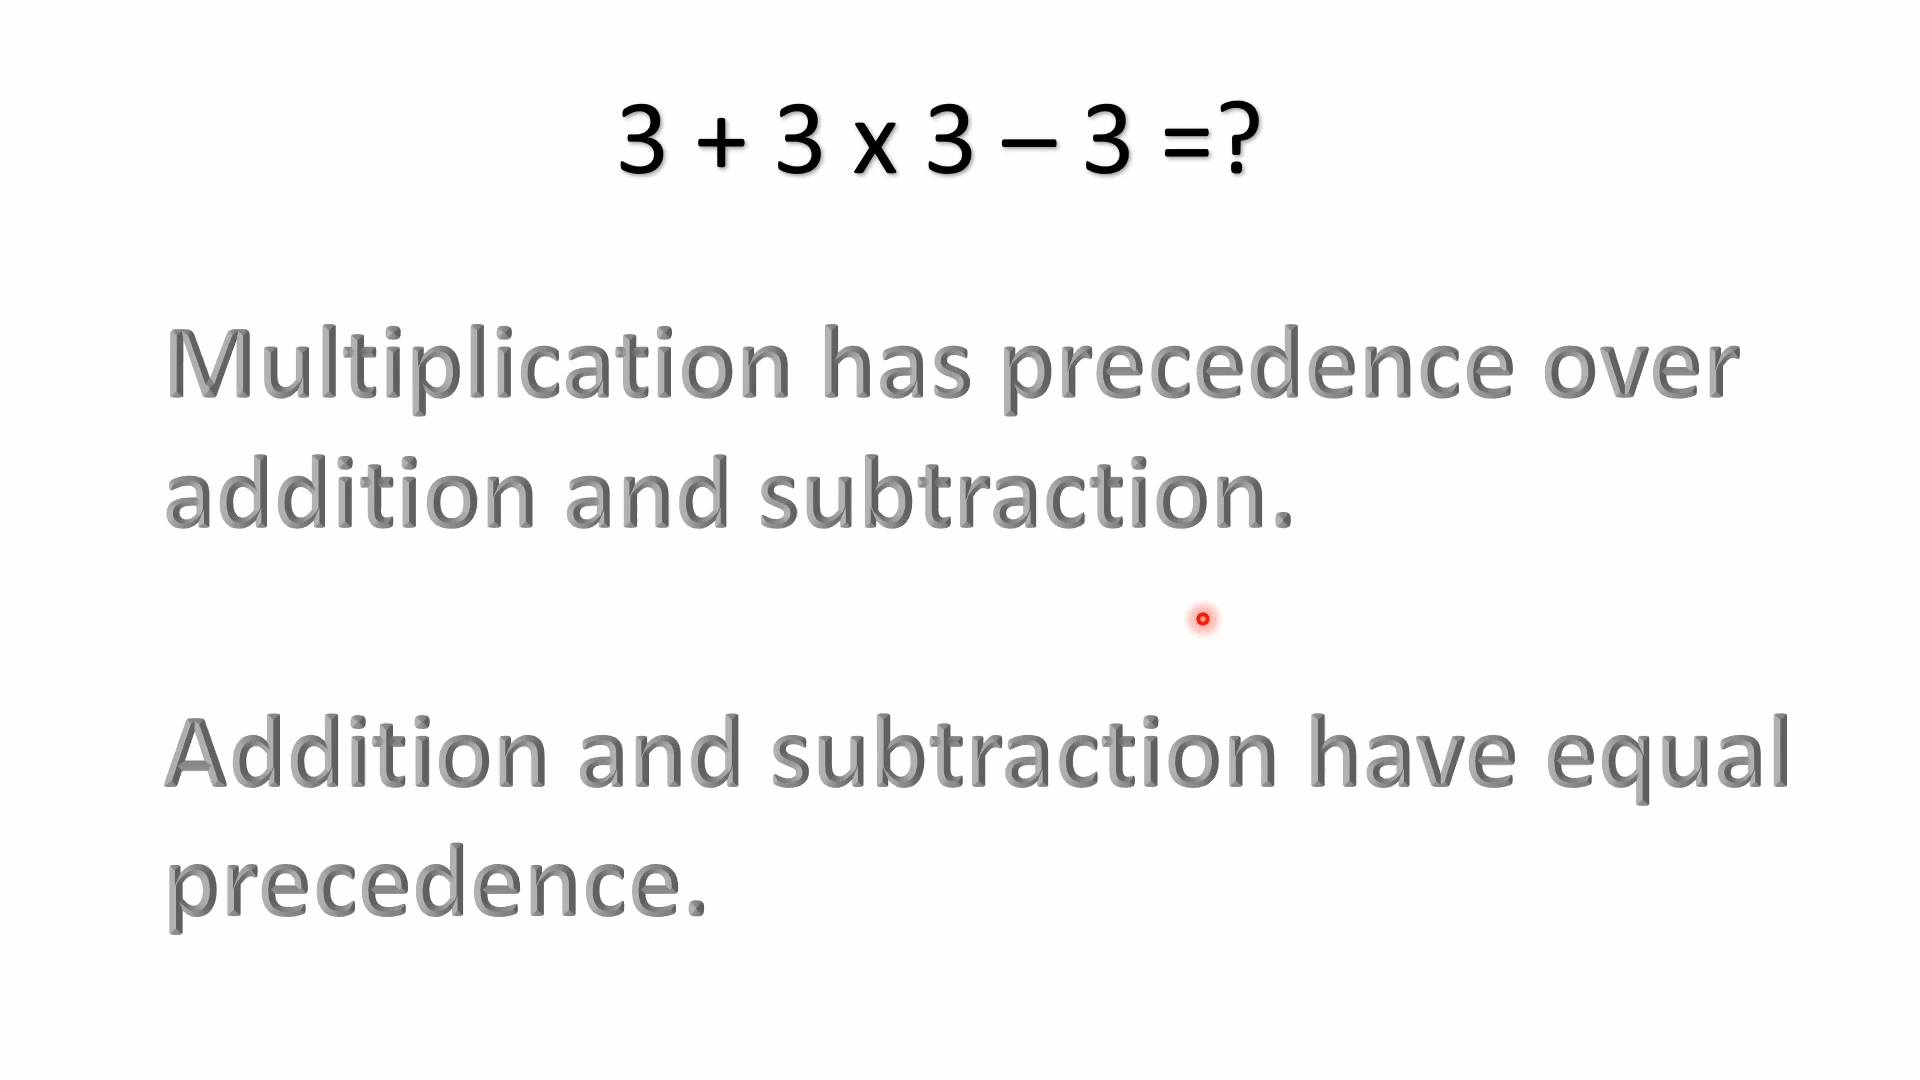 3 + 3 x 3 – 3 =?
Multiplication has precedence over
addition and subtraction.
Addition and subtraction have equal
precedence.